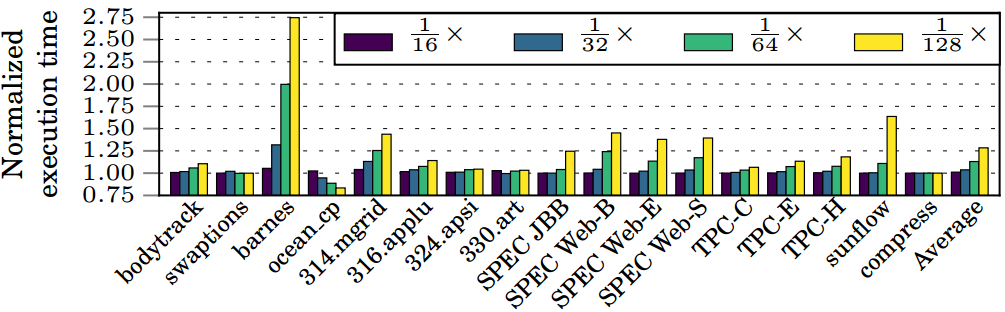 Normalized
execution time
2.75
2.50
2.25
2.00
1.75
1.50
1.25
1.00
0.75
1/16 × 1/32 × 1/64 × 1/128 ×
bodytrack
swaptions
barnes
ocean_cp
314.mgrid
316.applu
324.apsi
330.art
SPEC JBB
SPEC Web-B
SPEC Web-E
SPEC Web-S
TPC-C
TPC-E
TPC-H
sunflow
compress
Average